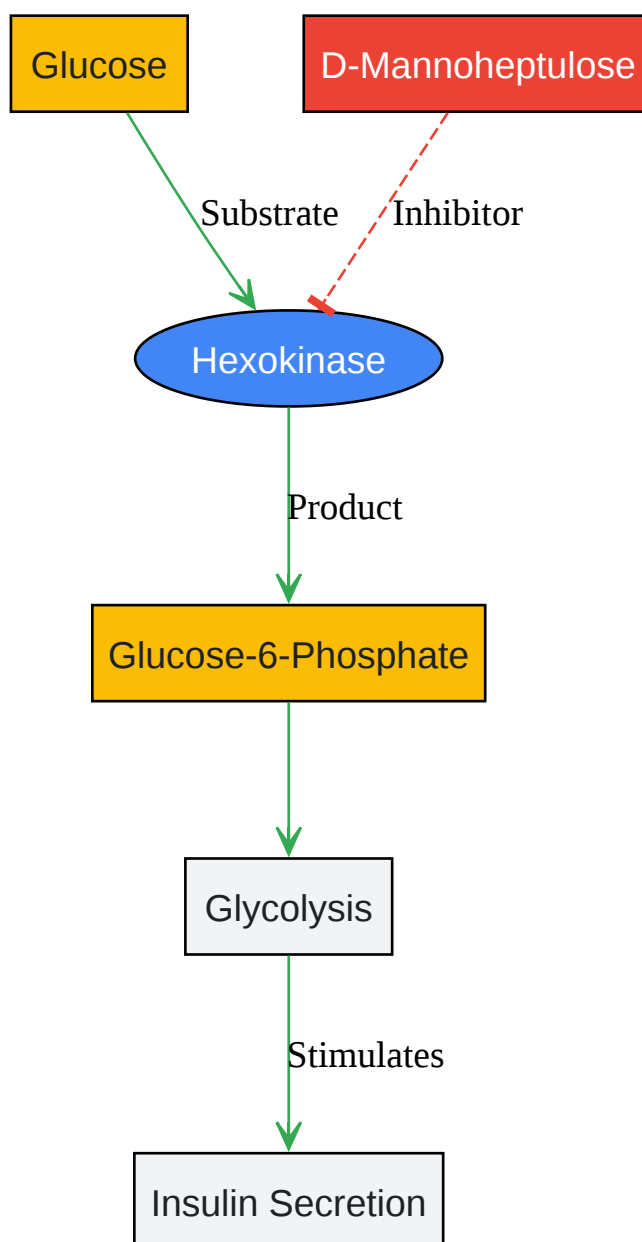 Glucose
D-Mannoheptulose
Substrate
Inhibitor
Hexokinase
Product
Glucose-6-Phosphate
Glycolysis
Stimulates
Insulin Secretion